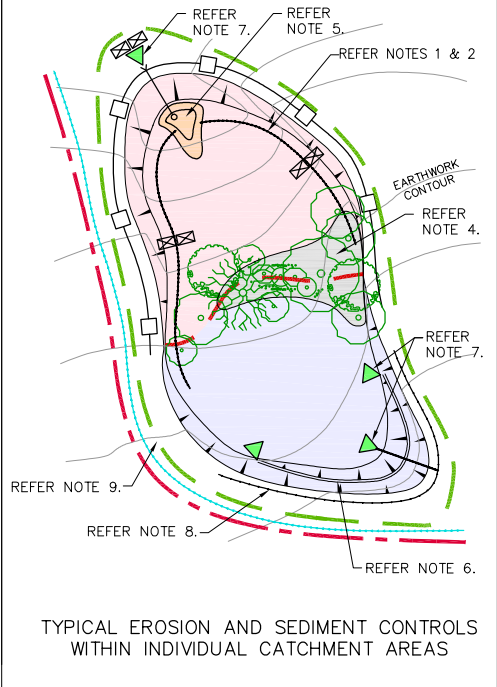 REFER
NOTE 7.
REFER
NOTE 5.
REFER NOTES 1 & 2
EARTHWORK
CONTOUR
REFER
NOTE 4.
REFER
NOTE 7.
REFER NOTE 9.
REFER NOTE 8.
REFER NOTE 6.
TYPICAL EROSION AND SEDIMENT CONTROLS
WITHIN INDIVIDUAL CATCHMENT AREAS